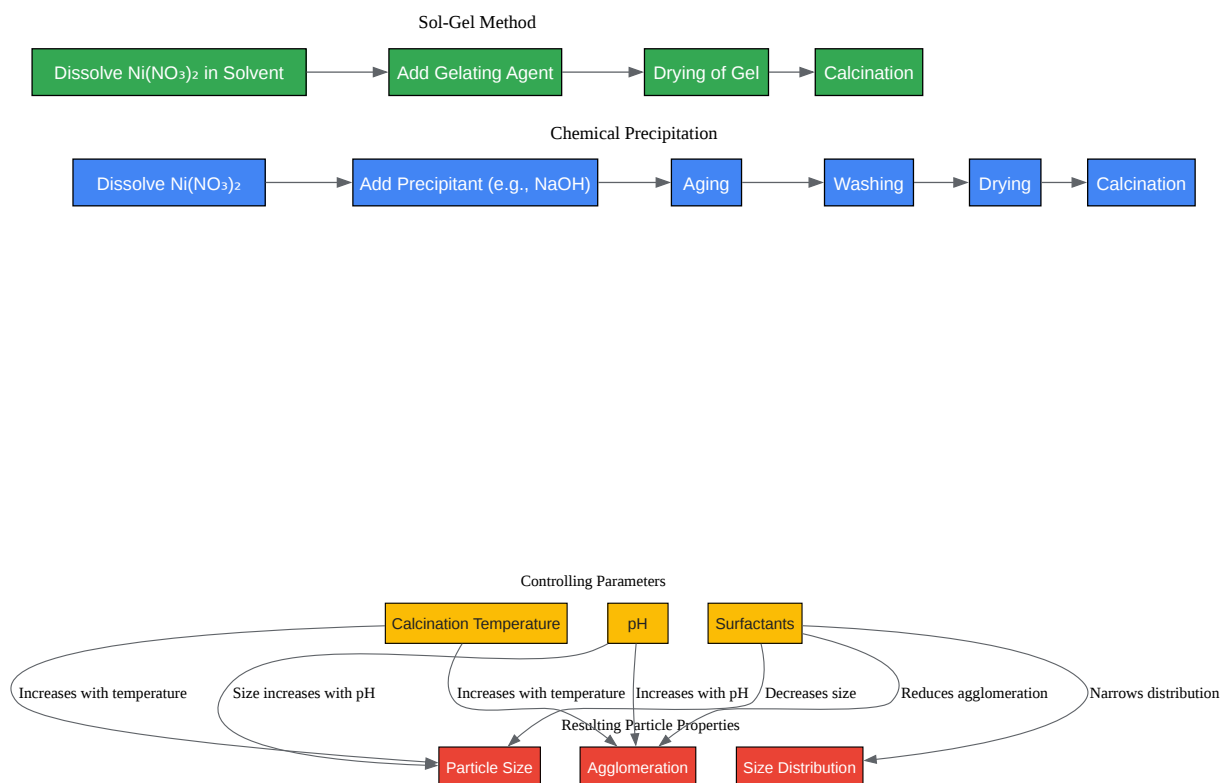 Sol-Gel Method
Dissolve Ni(NO₃)₂ in Solvent
Add Gelating Agent
Drying of Gel
Calcination
Chemical Precipitation
Dissolve Ni(NO₃)₂
Add Precipitant (e.g., NaOH)
Aging
Washing
Drying
Calcination
Controlling Parameters
Calcination Temperature
pH
Surfactants
Increases with temperature
Size increases with pH
Increases with temperature
Increases with pH
Decreases size
Reduces agglomeration
Narrows distribution
Resulting Particle Properties
Particle Size
Agglomeration
Size Distribution